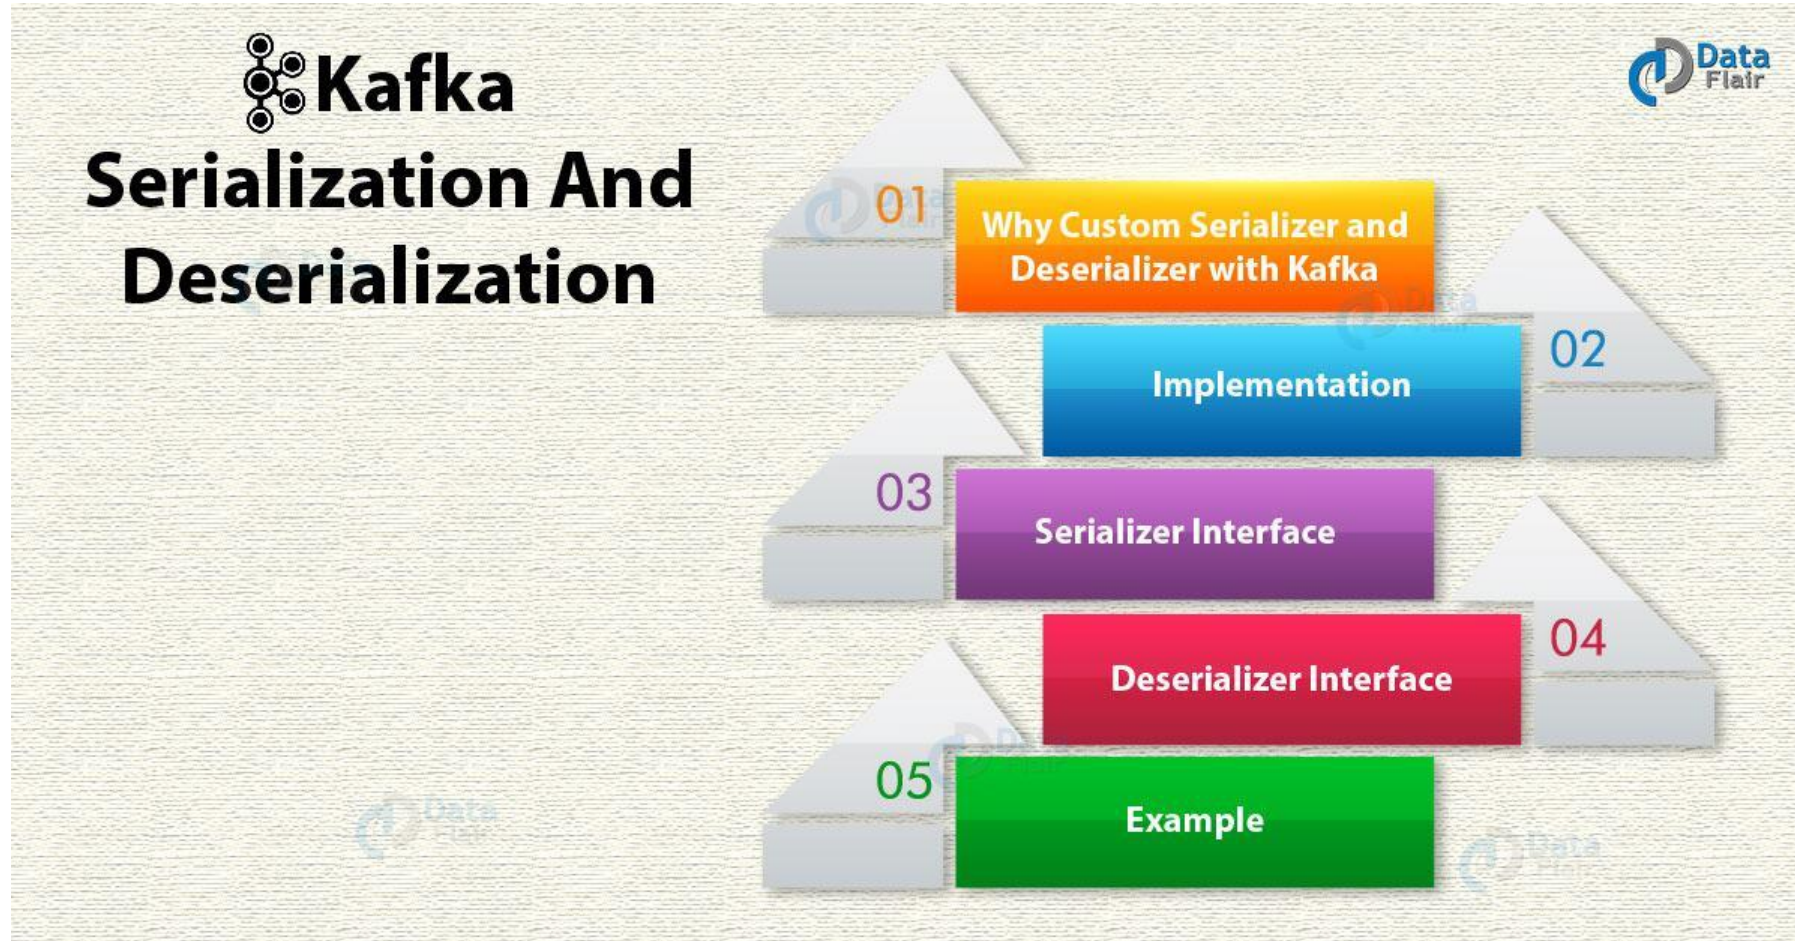 Kafka
Serialization And
Deserialization
Data
Flair
01
Why Custom Serializer and
Deserializer with Kafka
02
Implementation
03
Serializer Interface
04
Deserializer Interface
05
Example